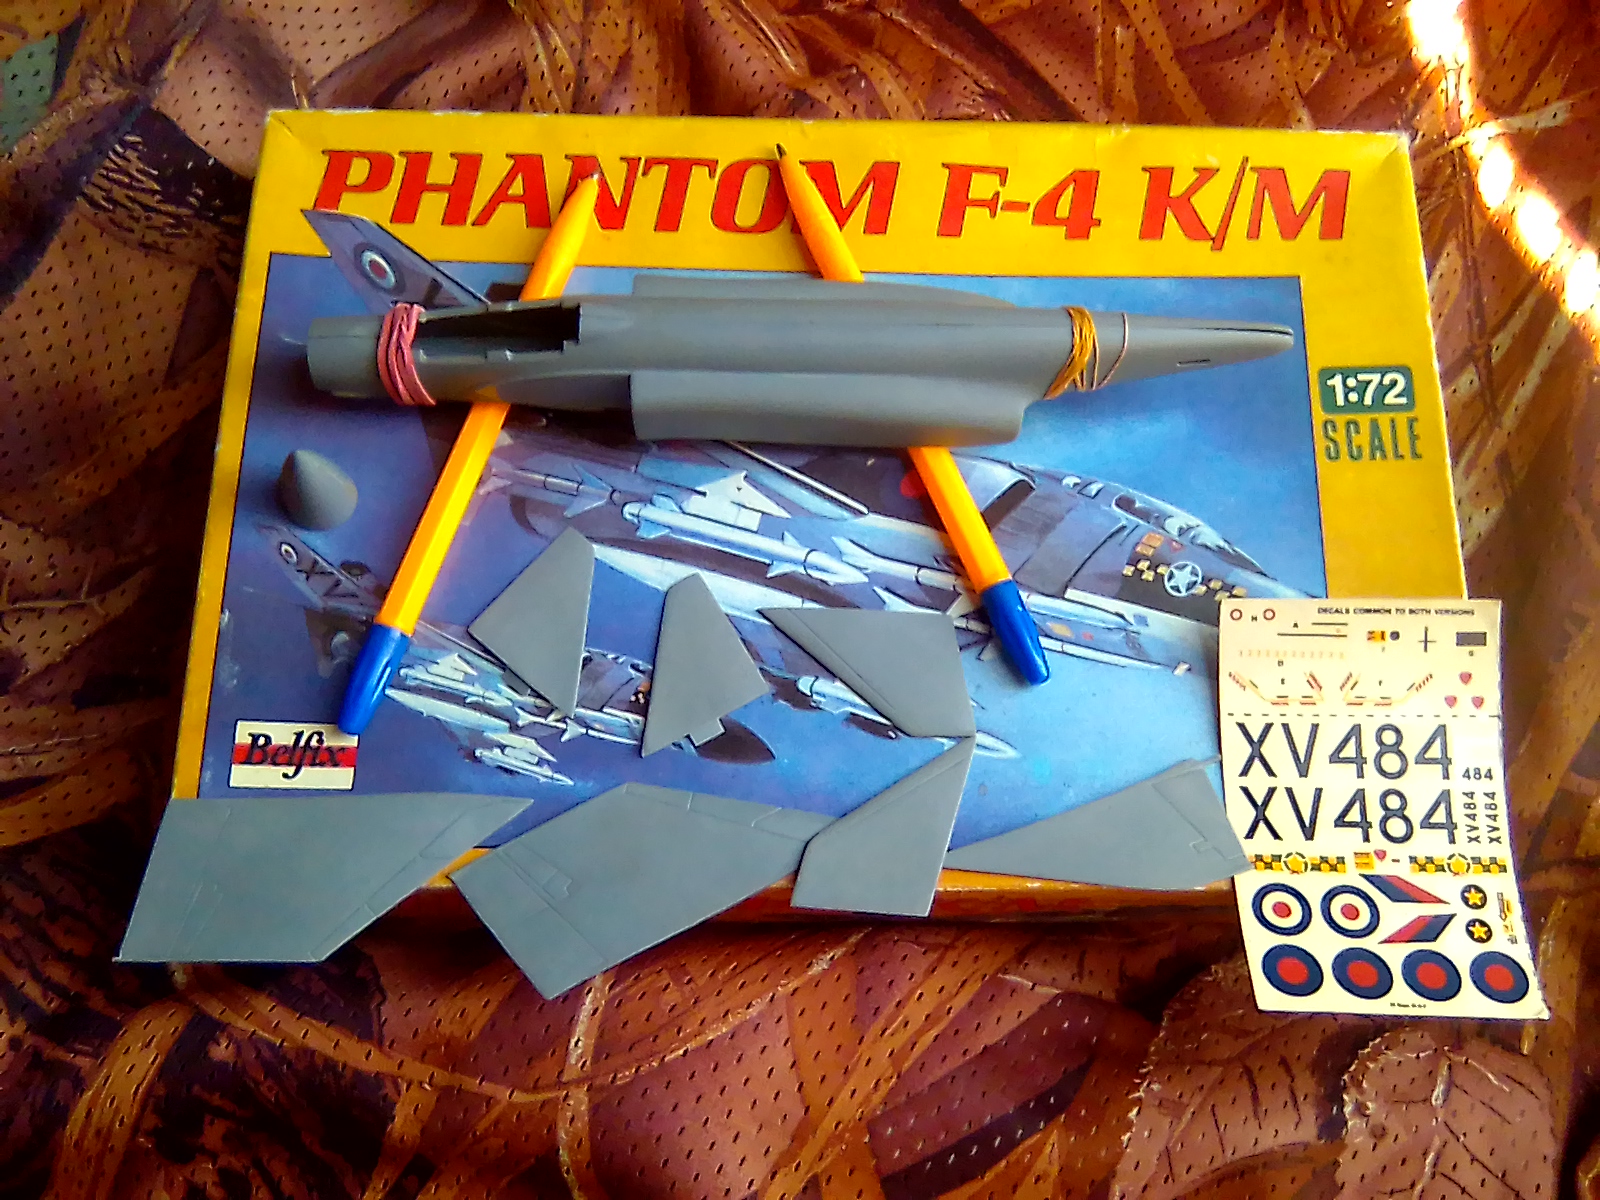 PHANTOM F-4 K/M
1:72
SCALE
Belfix
DECALS COMMON TO BOTH VERSIONS
H
A
XV484
484
XV484
XV484
XV484